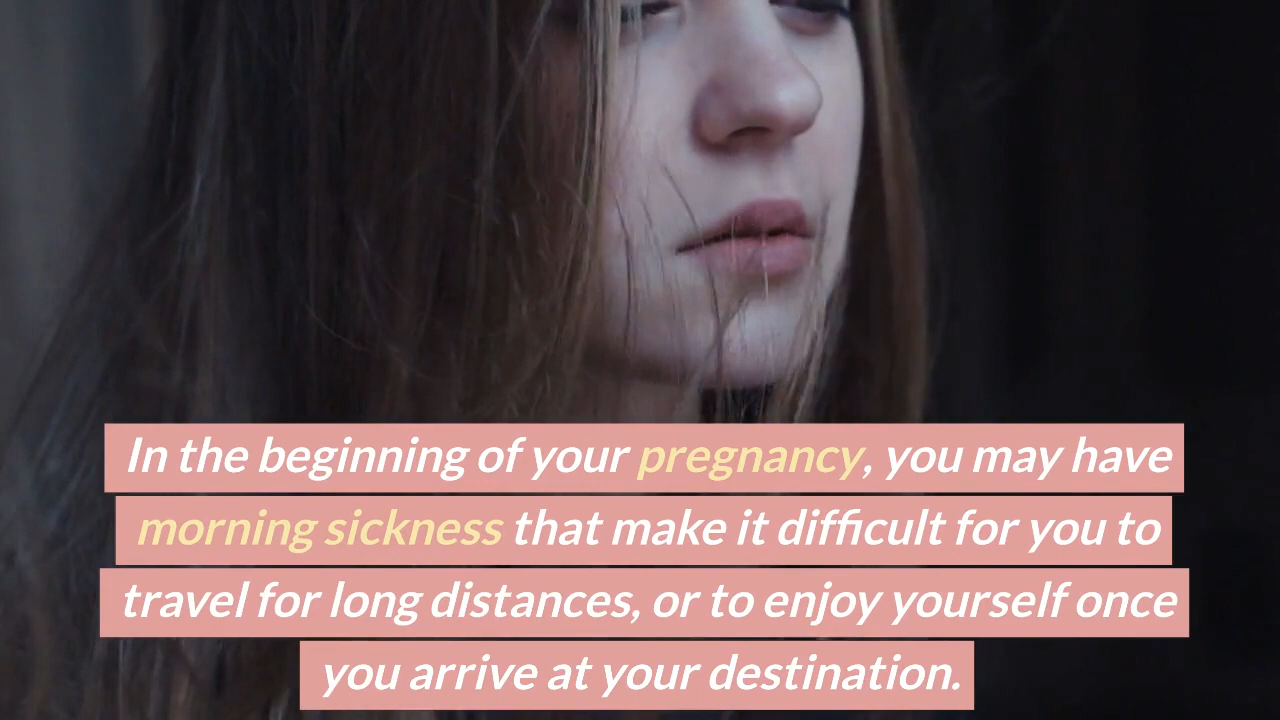 In the beginning of your pregnancy, you may have
morning sickness that make it difficult for you to
travel for long distances, or to enjoy yourself once
you arrive at your destination.